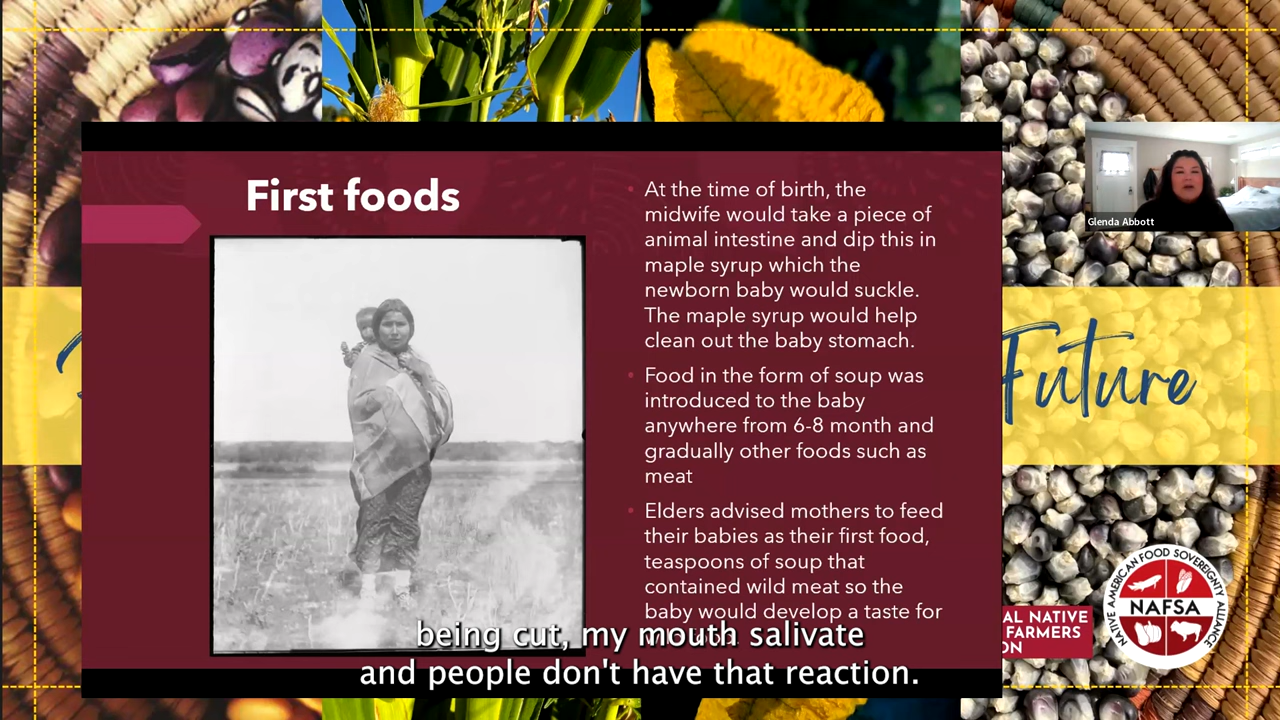 First foods
• At the time of birth, the
midwife would take a piece of
animal intestine and dip this in
maple syrup which the
newborn baby would suckle.
The maple syrup would help
clean out the baby stomach.
• Food in the form of soup was
introduced to the baby
anywhere from 6-8 month and
gradually other foods such as
meat
• Elders advised mothers to feed
their babies as their first food,
teaspoons of soup that
contained wild meat so the
baby would develop a taste for
being cut, my mouth salivate
and people don't have that reaction.
Glenda Abbott
Future
AL NATIVE
FARMERS
ON
NATIVE AMERICAN FOOD SOVEREIGNTY ALLIANCE
NAFSA